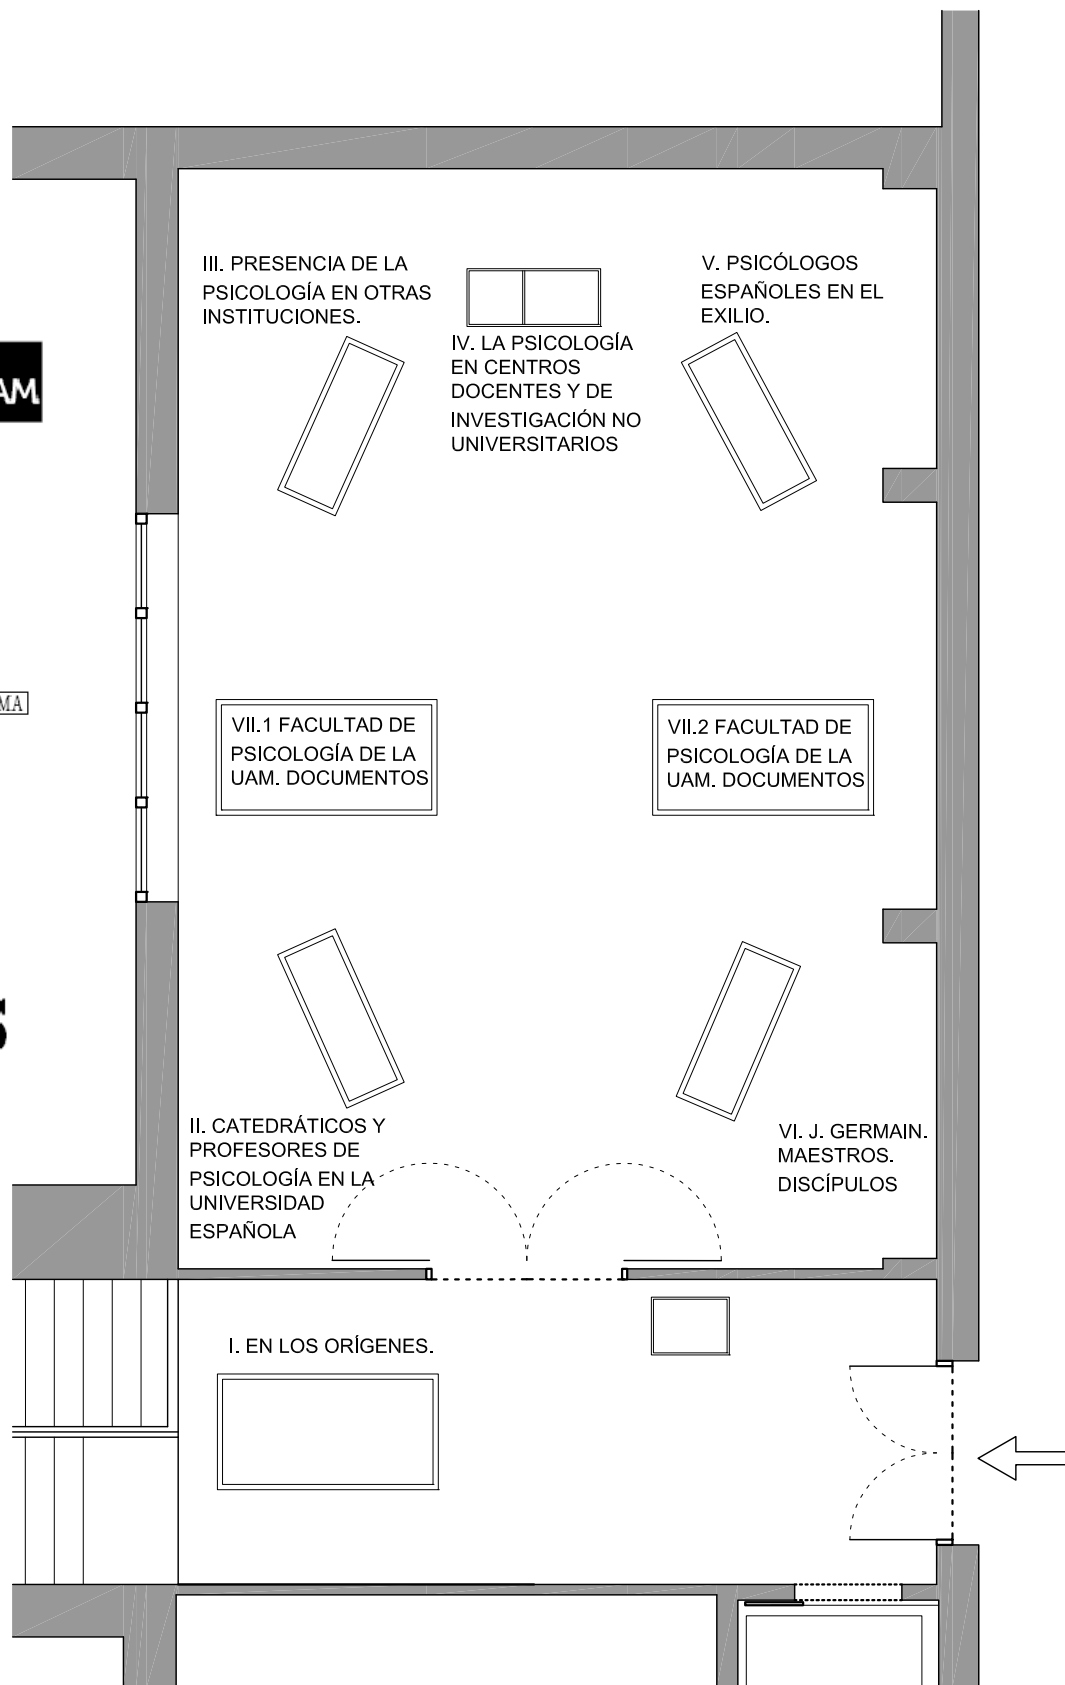 III. PRESENCIA DE LA
PSICOLOGÍA EN OTRAS
INSTITUCIONES.
IV. LA PSICOLOGÍA
EN CENTROS
DOCENTES Y DE
INVESTIGACIÓN NO
UNIVERSITARIOS
V. PSICÓLOGOS
ESPAÑOLES EN EL
EXILIO.
AM
MA
VII.1 FACULTAD DE
PSICOLOGÍA DE LA
UAM. DOCUMENTOS
VII.2 FACULTAD DE
PSICOLOGÍA DE LA
UAM. DOCUMENTOS
S
II. CATEDRÁTICOS Y
PROFESORES DE
PSICOLOGÍA EN LA
UNIVERSIDAD
ESPAÑOLA
VI. J. GERMAIN.
MAESTROS.
DISCÍPULOS
I. EN LOS ORÍGENES.